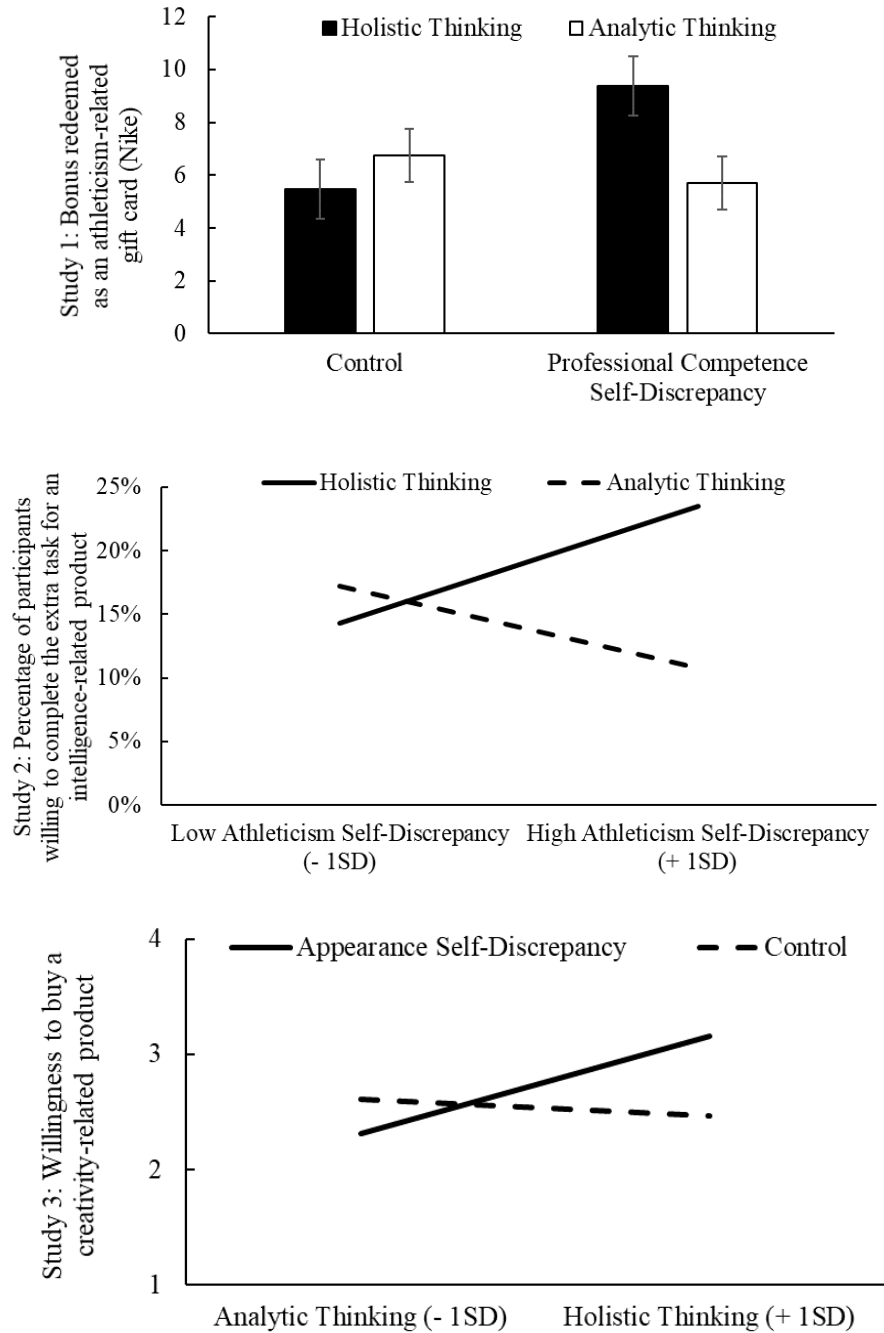 Study 1: Bonus redeemed
as an athleticism-related
gift card (Nike)
12
10
8
6
4
2
0
Holistic Thinking
Analytic Thinking
Control
Professional Competence
Self-Discrepancy
Study 2: Percentage of participants
willing to complete the extra task for an
intelligence-related product
25%
20%
15%
10%
5%
0%
Holistic Thinking
Analytic Thinking
Low Athleticism Self-Discrepancy
(- 1SD)
High Athleticism Self-Discrepancy
(+ 1SD)
Study 3: Willingness to buy a
creativity-related product
4
3
2
1
Appearance Self-Discrepancy
Control
Analytic Thinking (- 1SD)
Holistic Thinking (+ 1SD)